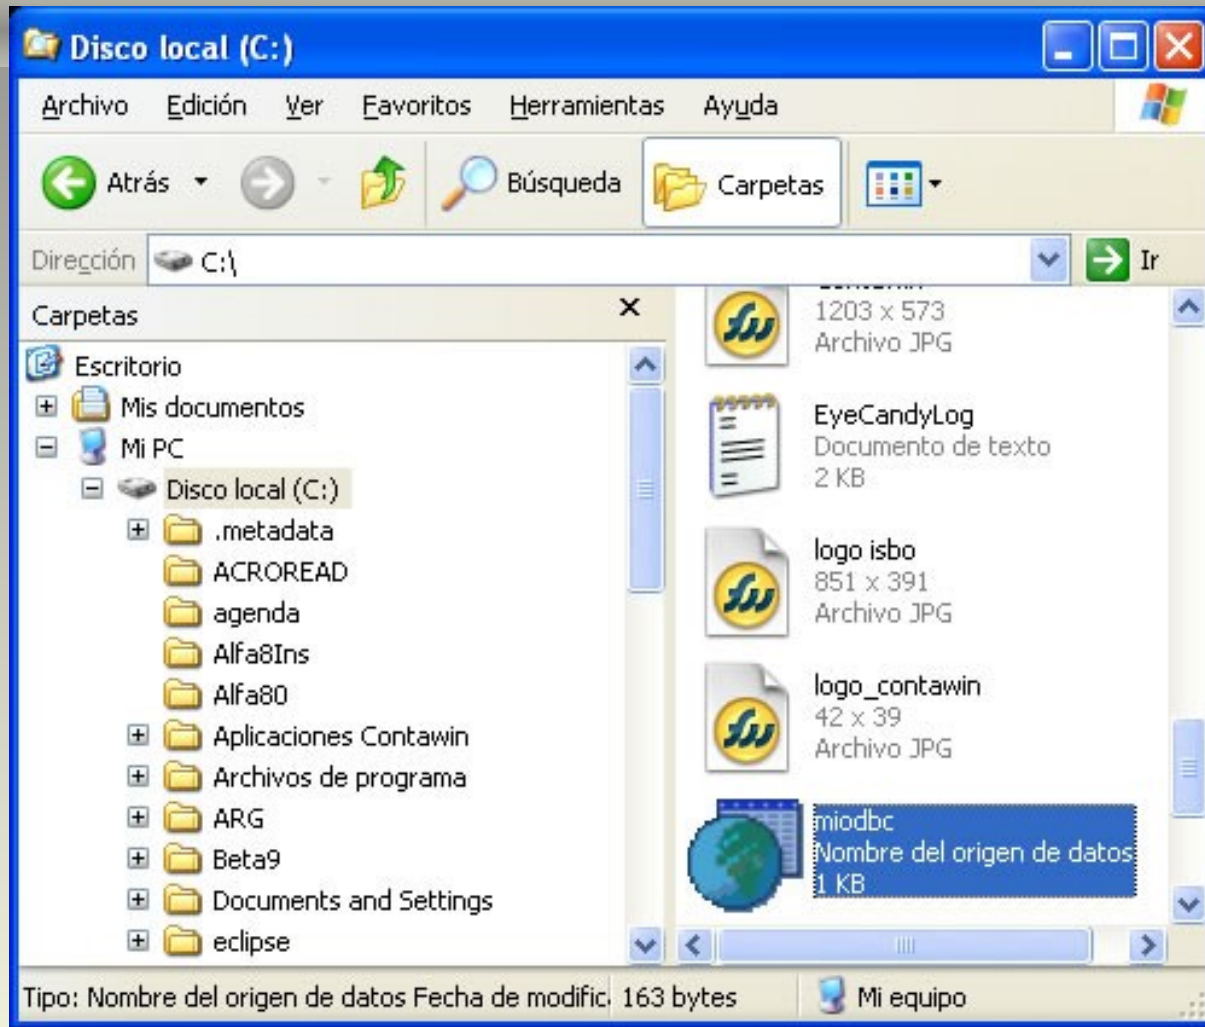 Disco local (C:)
Archivo Edición Ver Favoritos Herramientas Ayuda
Atrás Búsqueda Carpetas
Dirección C:\ Ir
Carpetas
Escritorio
Mis documentos
Mi PC
Disco local (C:)
.metadata
ACROREAD
agenda
Alfa8Ins
Alfa80
Aplicaciones Contawin
Archivos de programa
ARG
Beta9
Documents and Settings
eclipse
1203 x 573
Archivo JPG
EyeCandyLog
Documento de texto
2 KB
logo isbo
851 x 391
Archivo JPG
logo_contawin
42 x 39
Archivo JPG
miodbc
Nombre del origen de datos
1 KB
Tipo: Nombre del origen de datos Fecha de modific 163 bytes Mi equipo